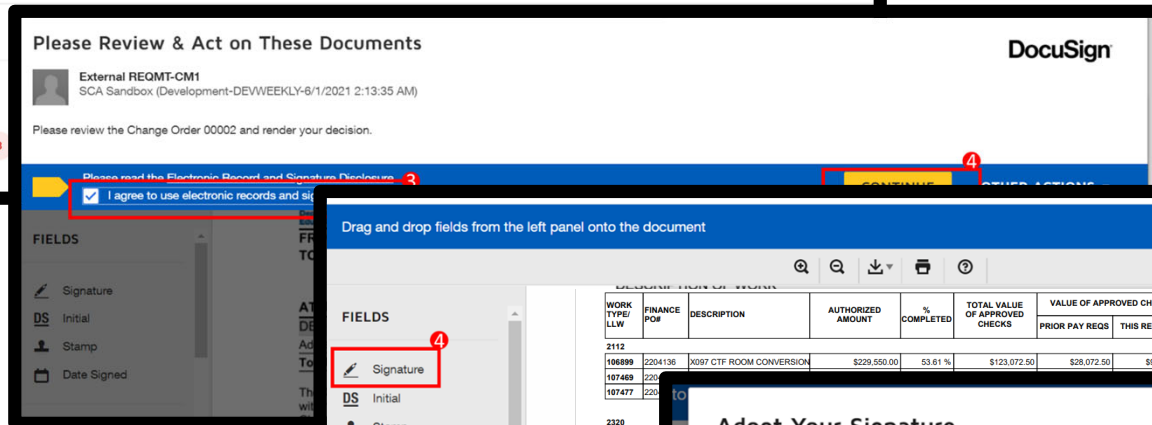 Please Review & Act on These Documents
DocuSign
External REQMT-CM1
SCA Sandbox (Development-DEVWEEKLY-6/1/2021 2:13:35 AM)
Please review the Change Order 00002 and render your decision.
4
Please read the Electronic Record and Signature Disclosure 3
I agree to use electronic records and
CONTINUE OTHER ACTIONS
FIELDS
Signature
DS Initial
Stamp
Date Signed
Drag and drop fields from the left panel onto the document
DESCRIPTION OF WORK
FIELDS
4
Signature
DS Initial
Stamp
WORK TYPE/ LLW FINANCE PO# DESCRIPTION AUTHORIZED AMOUNT % COMPLETED TOTAL VALUE OF APPROVED CHECKS VALUE OF APPROVED
PRIOR PAY REQS THIS
2112
106899 2204136 X097 CTF ROOM CONVERSION $229,550.00 53.61 % $123,072.50 $28,072.50
107469
107477
2320
to
Adopt Your Signature